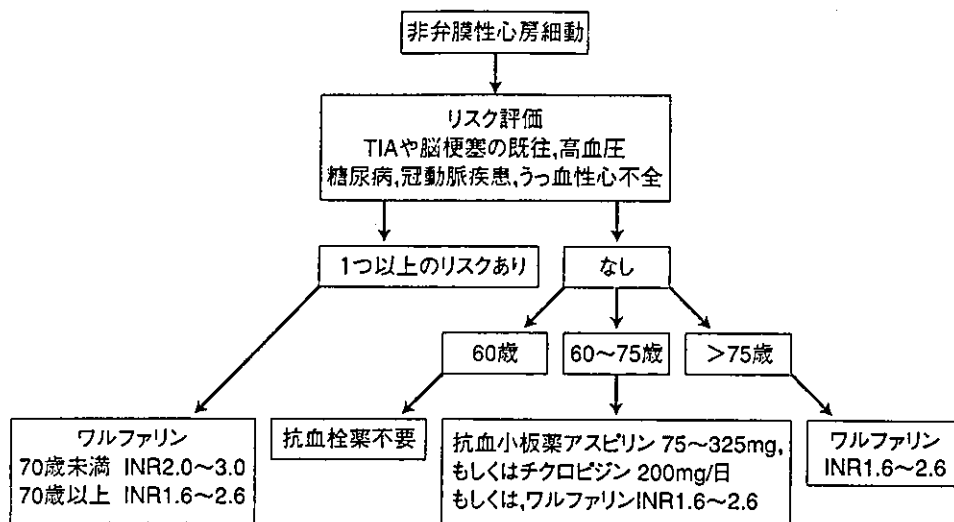 非弁膜性心房細動
リスク評価
TIAや脳梗塞の既往,高血圧
糖尿病,冠動脈疾患,うっ血性心不全
1つ以上のリスクあり
なし
60歳
60〜75歳
>75歳
ワルファリン
70歳未満 INR2.0〜3.0
70歳以上 INR1.6〜2.6
抗血栓薬不要
抗血小板薬アスピリン 75〜325mg,
もしくはチクロピジン 200mg/日
もしくは,ワルファリンINR1.6〜2.6
ワルファリン
INR1.6〜2.6